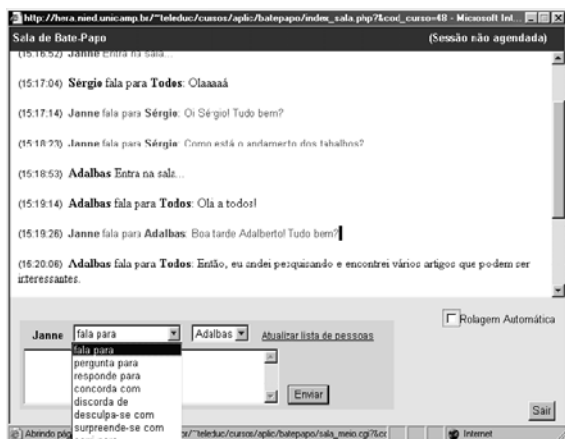 http://hera.nied.unicamp.br/~teleduc/cursos/aplic/batepapo/index_sala.php?&cod_curso=48 - Microsoft Int...
Sala de Bate-Papo (Sessão não agendada)
(15:16:52) Janne Entra na sala...
(15:17:04) Sérgio fala para Todos: Olaaaaá
(15:17:14) Janne fala para Sérgio: Oi Sérgio! Tudo bem?
(15:18:23) Janne fala para Sérgio: Como está o andamento dos tabalhos?
(15:18:53) Adalbas Entra na sala...
(15:19:14) Adalbas fala para Todos: Olá a todos!
(15:19:26) Janne fala para Adalbas: Boa tarde Adalberto! Tudo bem?
(15:20:06) Adalbas fala para Todos: Então, eu andei pesquisando e encontrei vários artigos que podem ser
interessantes.
Rolagem Automática
Janne fala para Adalbas Atualizar lista de pessoas
fala para
pergunta para
responde para
concorda com
discorda de
desculpa-se com
surpreende-se com
Enviar
Sair
Abrindo pág br/~teleduc/cursos/aplic/batepapo/sala_meio.cgi?&cor Internet